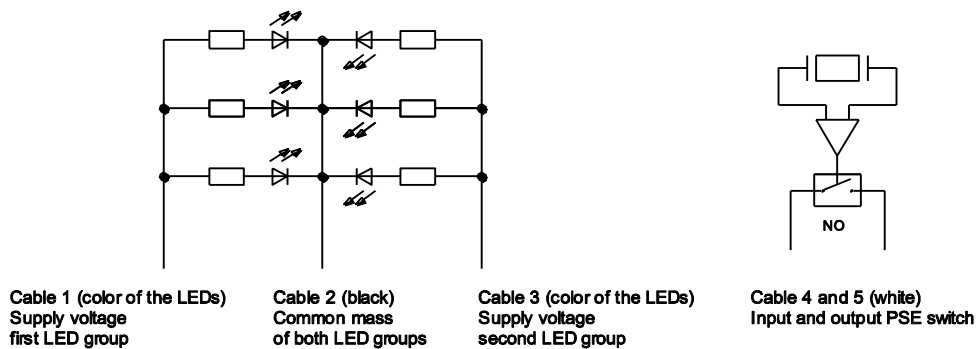 NO
Cable 1 (color of the LEDs)
Supply voltage
first LED group
Cable 2 (black)
Common mass
of both LED groups
Cable 3 (color of the LEDs)
Supply voltage
second LED group
Cable 4 and 5 (white)
Input and output PSE switch